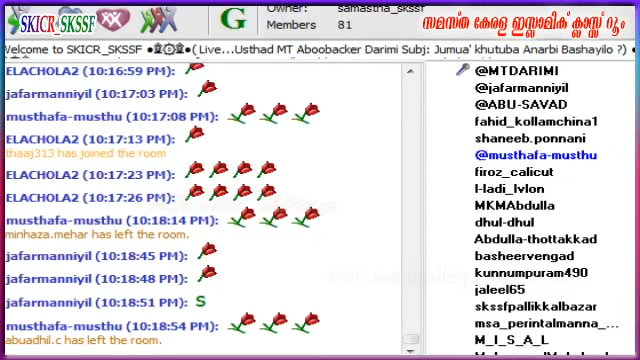 SKICR_SKSSF
G
Owner: samastha_skssf
Members 81
സമസ്ത കേരള ഇസ്ലാമിക് ക്ലാസ്സ് റൂം
Welcome to SKICR_SKSSF ●۩۞۩●(Live...Usthad MT Aboobacker Darimi Subj: Jumua' khutuba Anarbi Bashayilo ?)
ELACHOLA2 (10:16:59 PM):
jafarmanniyil (10:17:03 PM):
musthafa-musthu (10:17:08 PM):
ELACHOLA2 (10:17:13 PM):
thaaj313 has joined the room
ELACHOLA2 (10:17:23 PM):
ELACHOLA2 (10:17:26 PM):
musthafa-musthu (10:18:14 PM):
minhaza.mehar has left the room.
jafarmanniyil (10:18:45 PM):
jafarmanniyil (10:18:48 PM):
jafarmanniyil (10:18:51 PM): S
musthafa-musthu (10:18:54 PM):
abuadhil.c has left the room.
@MTDARIMI
@jafarmanniyil
@ABU-SAVAD
fahid_kollamchina1
shaneeb.ponnani
@musthafa-musthu
firoz_calicut
l-ladi_lvlon
MKMAbdulla
dhul-dhul
Abdulla-thottakkad
basheervengad
kunnumpuram490
jaleel65
skssfpallikkalbazar
msa_perintalmanna_...
M_I_S_A_L